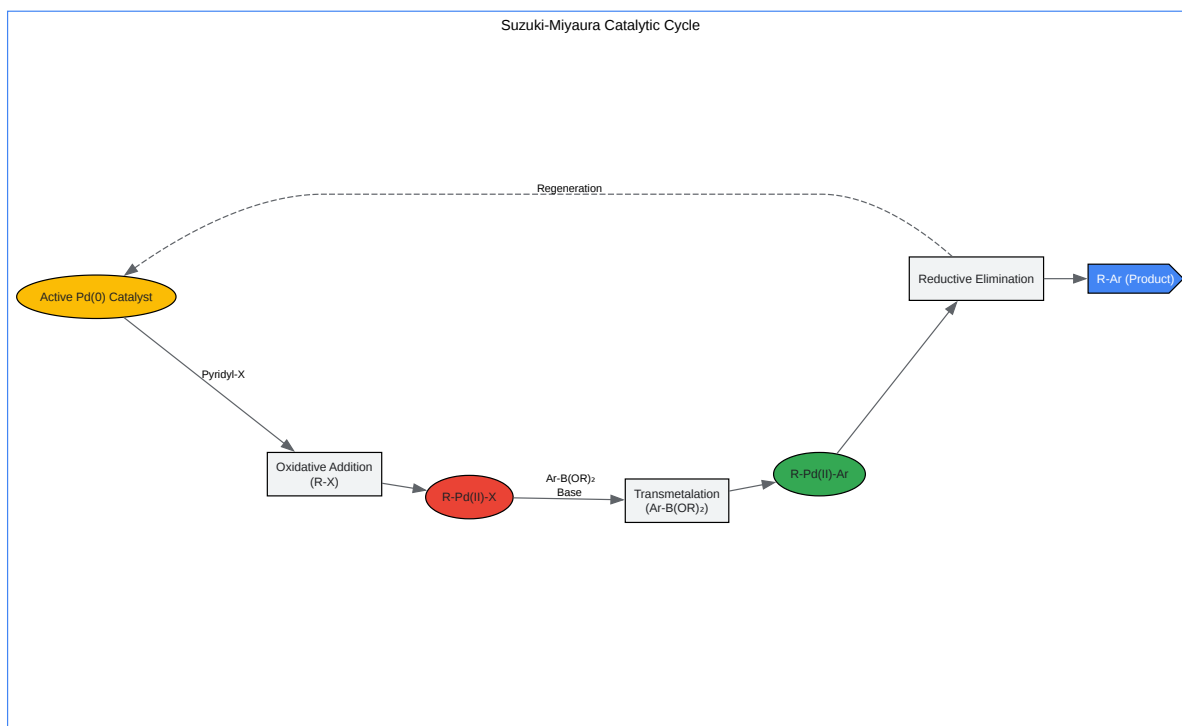 Suzuki-Miyaura Catalytic Cycle
Regeneration
Active Pd(0) Catalyst
Reductive Elimination
R-Ar (Product)
Pyridyl-X
Oxidative Addition
(R-X)
R-Pd(II)-X
Ar-B(OR)₂
Base
Transmetalation
(Ar-B(OR)₂)
R-Pd(II)-Ar